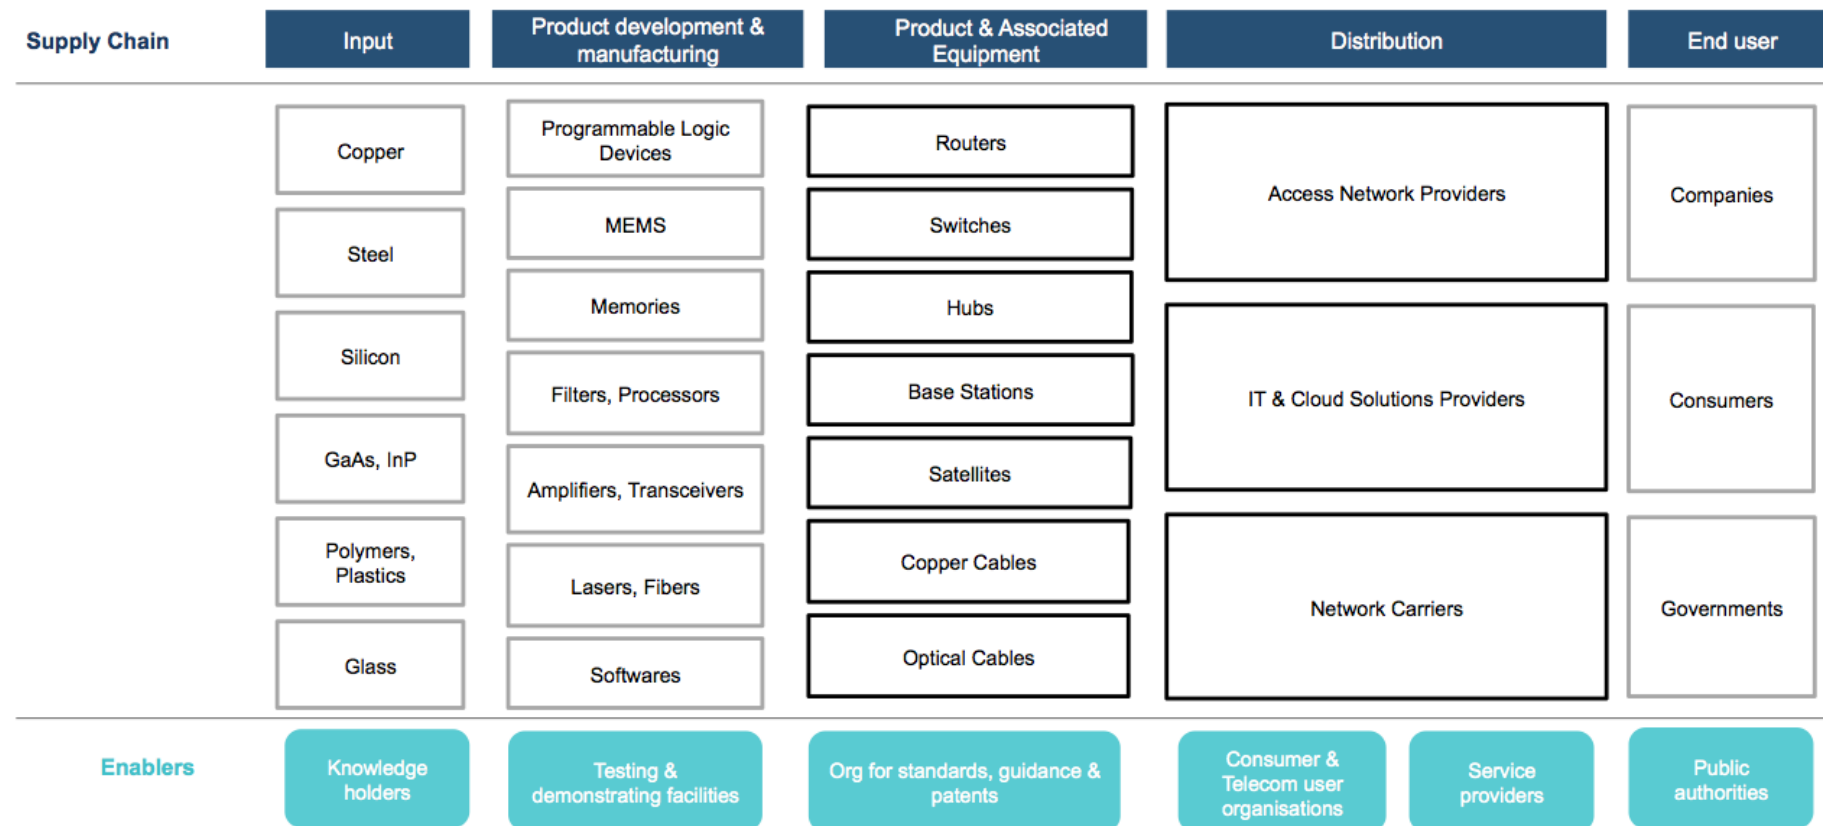 Supply Chain
Input
Product development &
manufacturing
Product & Associated
Equipment
Distribution
End user
Copper
Steel
Silicon
GaAs, InP
Polymers,
Plastics
Glass
Programmable Logic
Devices
MEMS
Memories
Filters, Processors
Amplifiers, Transceivers
Lasers, Fibers
Softwares
Routers
Switches
Hubs
Base Stations
Satellites
Copper Cables
Optical Cables
Access Network Providers
IT & Cloud Solutions Providers
Network Carriers
Companies
Consumers
Governments
Enablers
Knowledge
holders
Testing &
demonstrating facilities
Org for standards, guidance &
patents
Consumer &
Telecom user
organisations
Service
providers
Public
authorities